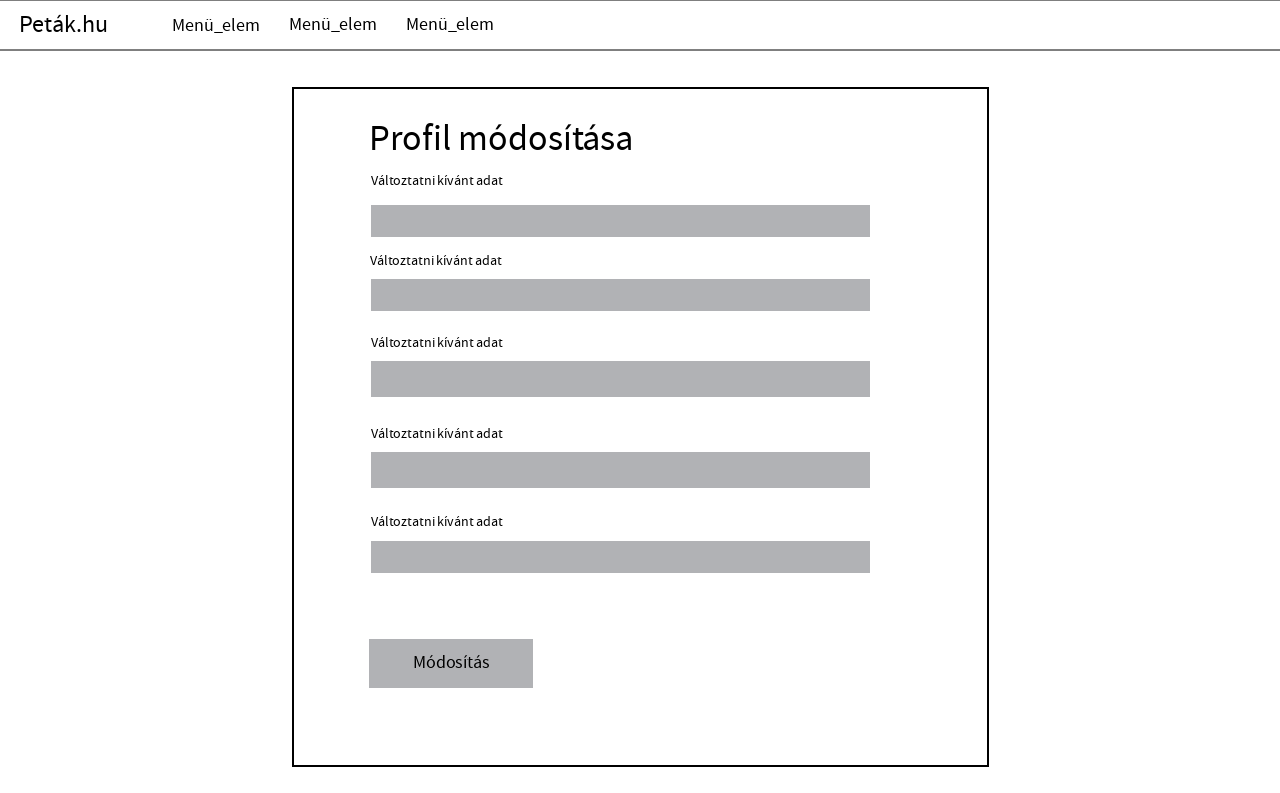 Peták.hu Menü_elem Menü_elem Menü_elem
Profil módosítása
Változtatni kívánt adat
Változtatni kívánt adat
Változtatni kívánt adat
Változtatni kívánt adat
Változtatni kívánt adat
Módosítás